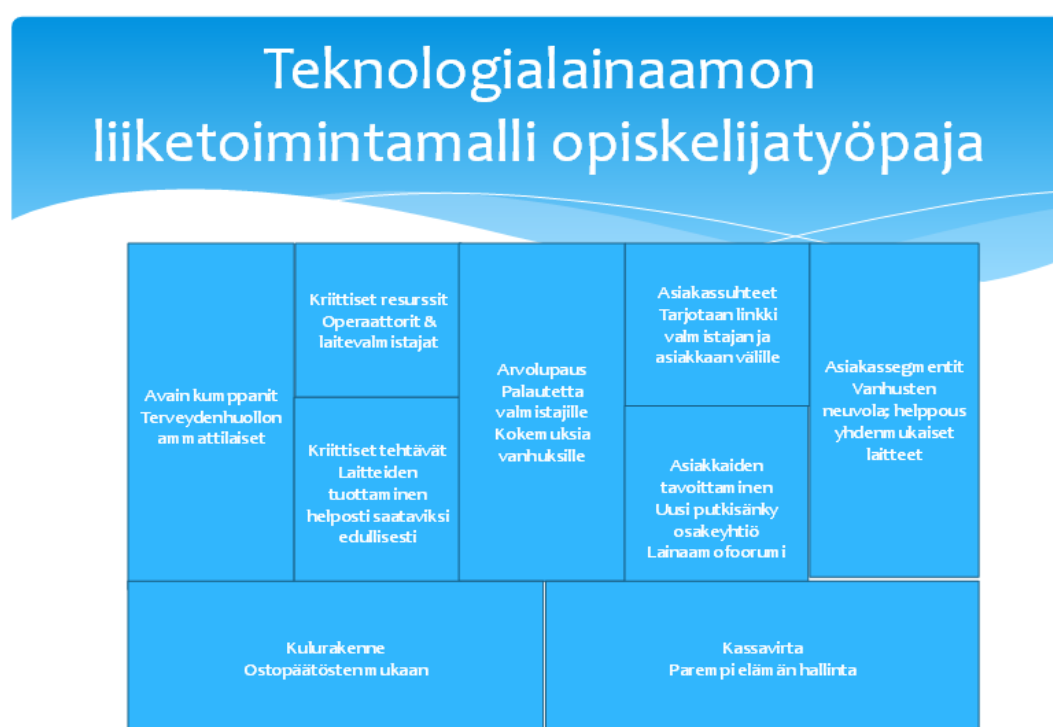 Teknologialainaamon
liiketoimintamalli opiskelijatyöpaja
Avain kumppanit
Terveydenhuollon
ammattilaiset
Kriittiset resurssit
Operaattorit &
laitevalmistajat
Kriittiset tehtävät
Laitteiden
tuottaminen
helposti saataviksi
edullisesti
Arvolupaus
Palautetta
valmistajille
Kokemuksia
vanhuksille
Asiakassuhteet
Tarjotaan linkki
valmistajan ja
asiakkaan välille
Asiakkaiden
tavoittaminen
Uusi putkisänky
osakeyhtiö
Lainaamofoorumi
Asiakassegmentit
Vanhusten
neuvola; helppous
yhdenmukaiset
laitteet
Kulurakenne
Ostopäätösten mukaan
Kassavirta
Parempi elämän hallinta